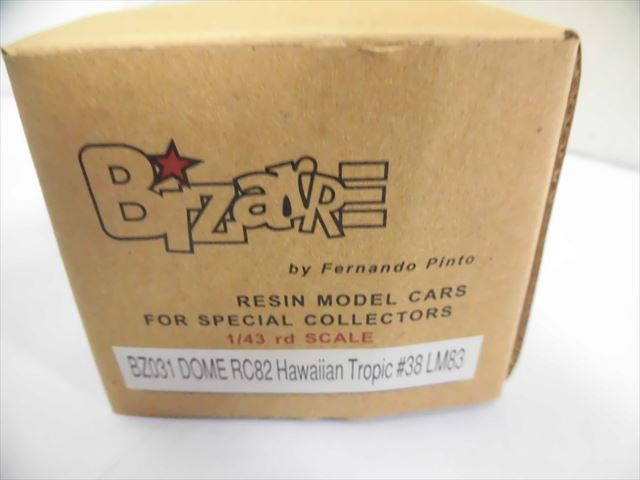 BizaRRE
by Fernando Pinto
RESIN MODEL CARS
FOR SPECIAL COLLECTORS
1/43 rd SCALE
BZ031 DOME RC82 Hawaiian Tropic #38 LM83